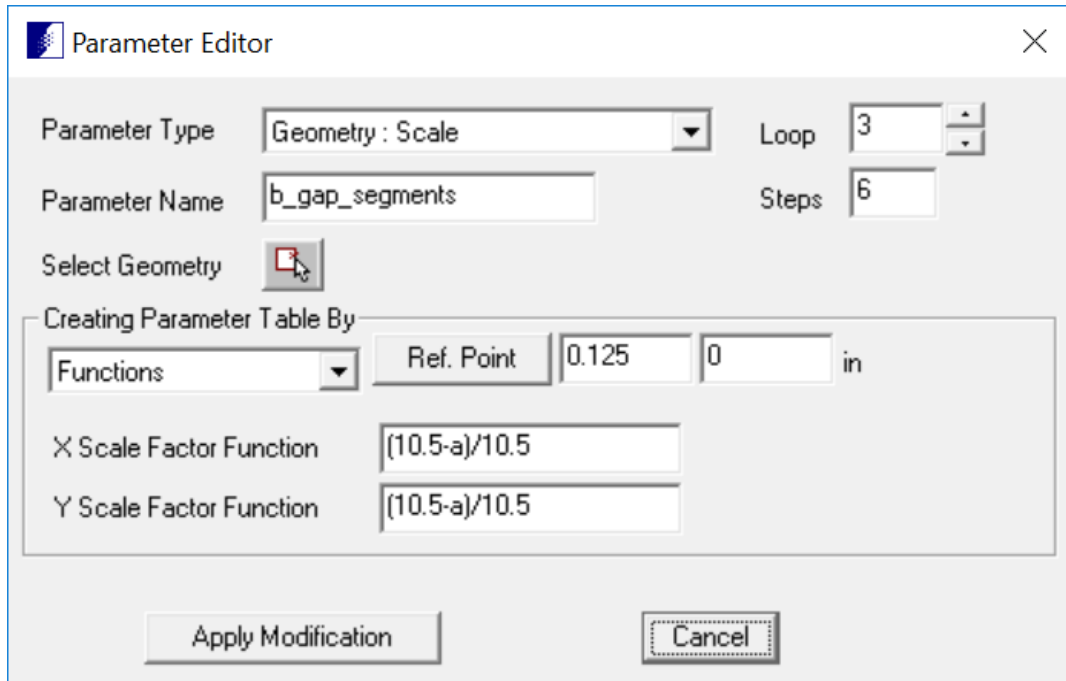 Parameter Editor
Parameter Type Geometry : Scale Loop 3
Parameter Name b_gap_segments Steps 6
Select Geometry
Creating Parameter Table By
Functions Ref. Point 0.125 0 in
X Scale Factor Function (10.5-a)/10.5
Y Scale Factor Function (10.5-a)/10.5
Apply Modification Cancel